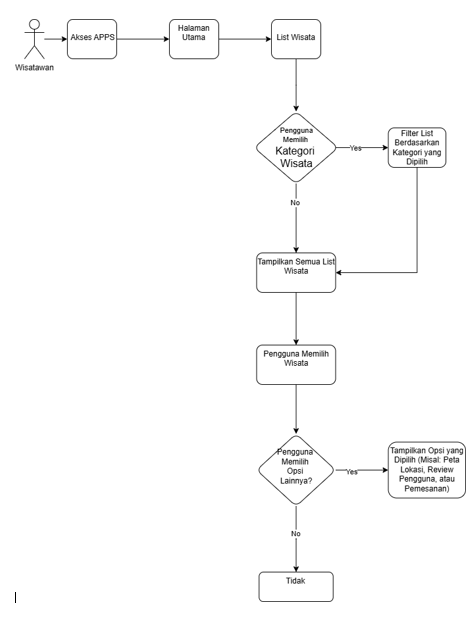 Wisatawan
Akses APPS
Halaman
Utama
List Wisata
Pengguna
Memilih
Kategori
Wisata
Yes
Filter List
Berdasarkan
Kategori yang
Dipilih
No
Tampilkan Semua List
Wisata
Pengguna Memilih
Wisata
Pengguna
Memilih
Opsi
Lainnya?
Yes
Tampilkan Opsi yang
Dipilih (Misal: Peta
Lokasi, Review
Pengguna, atau
Pemesanan)
No
Tidak